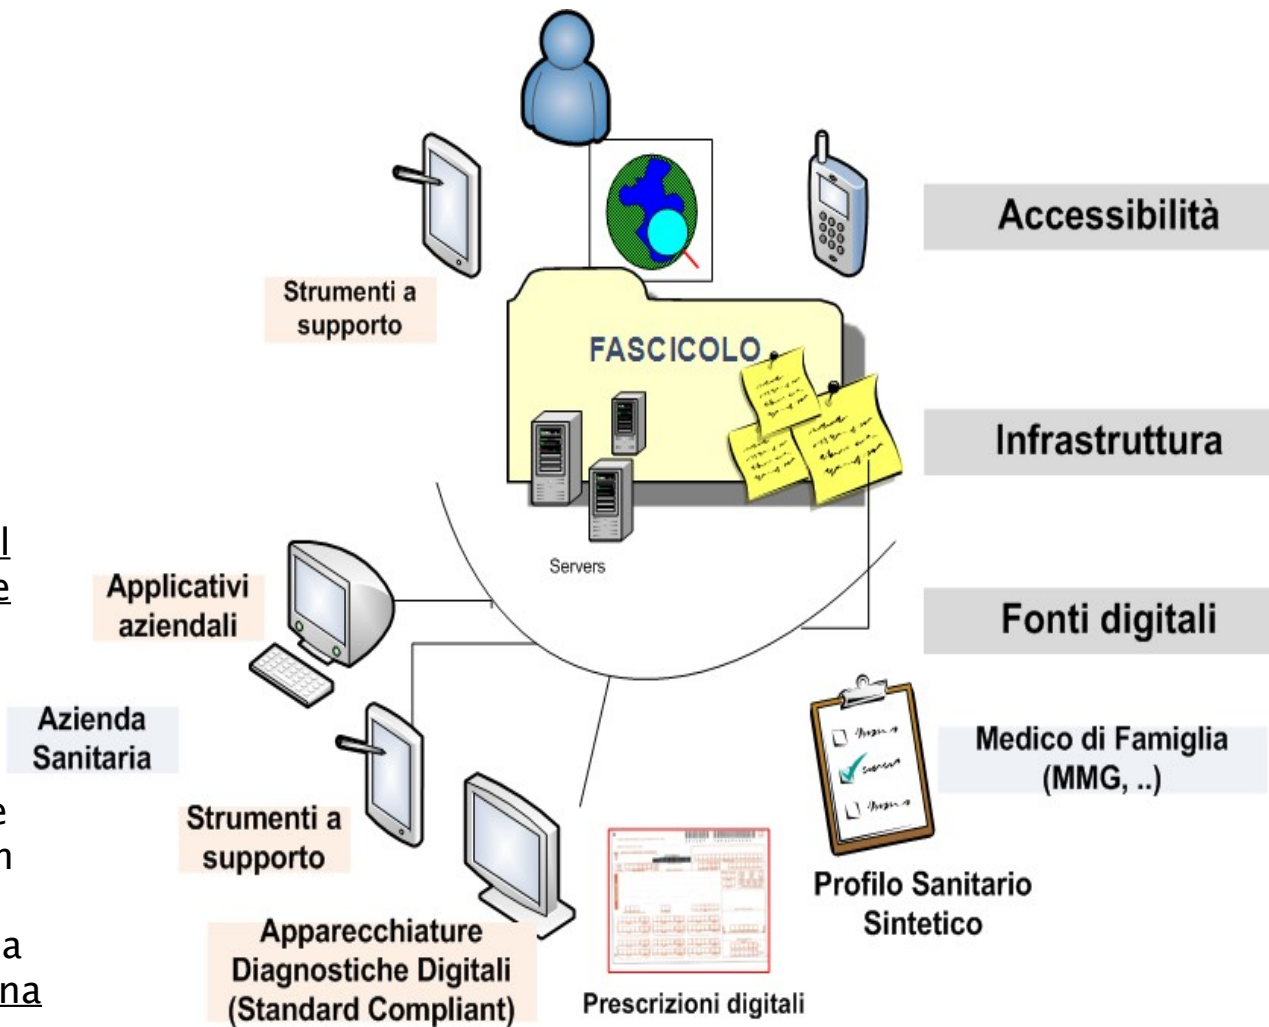 Accessibilità
Strumenti a
supporto
FASCICOLO
Infrastruttura
Servers
Applicativi
aziendali
Fonti digitali
Azienda
Sanitaria
Medico di Famiglia
(MMG, ..)
Strumenti a
supporto
Profilo Sanitario
Sintetico
Apparecchiature
Diagnostiche Digitali
(Standard Compliant)
Prescrizioni digitali
l
e
e
n
a
na